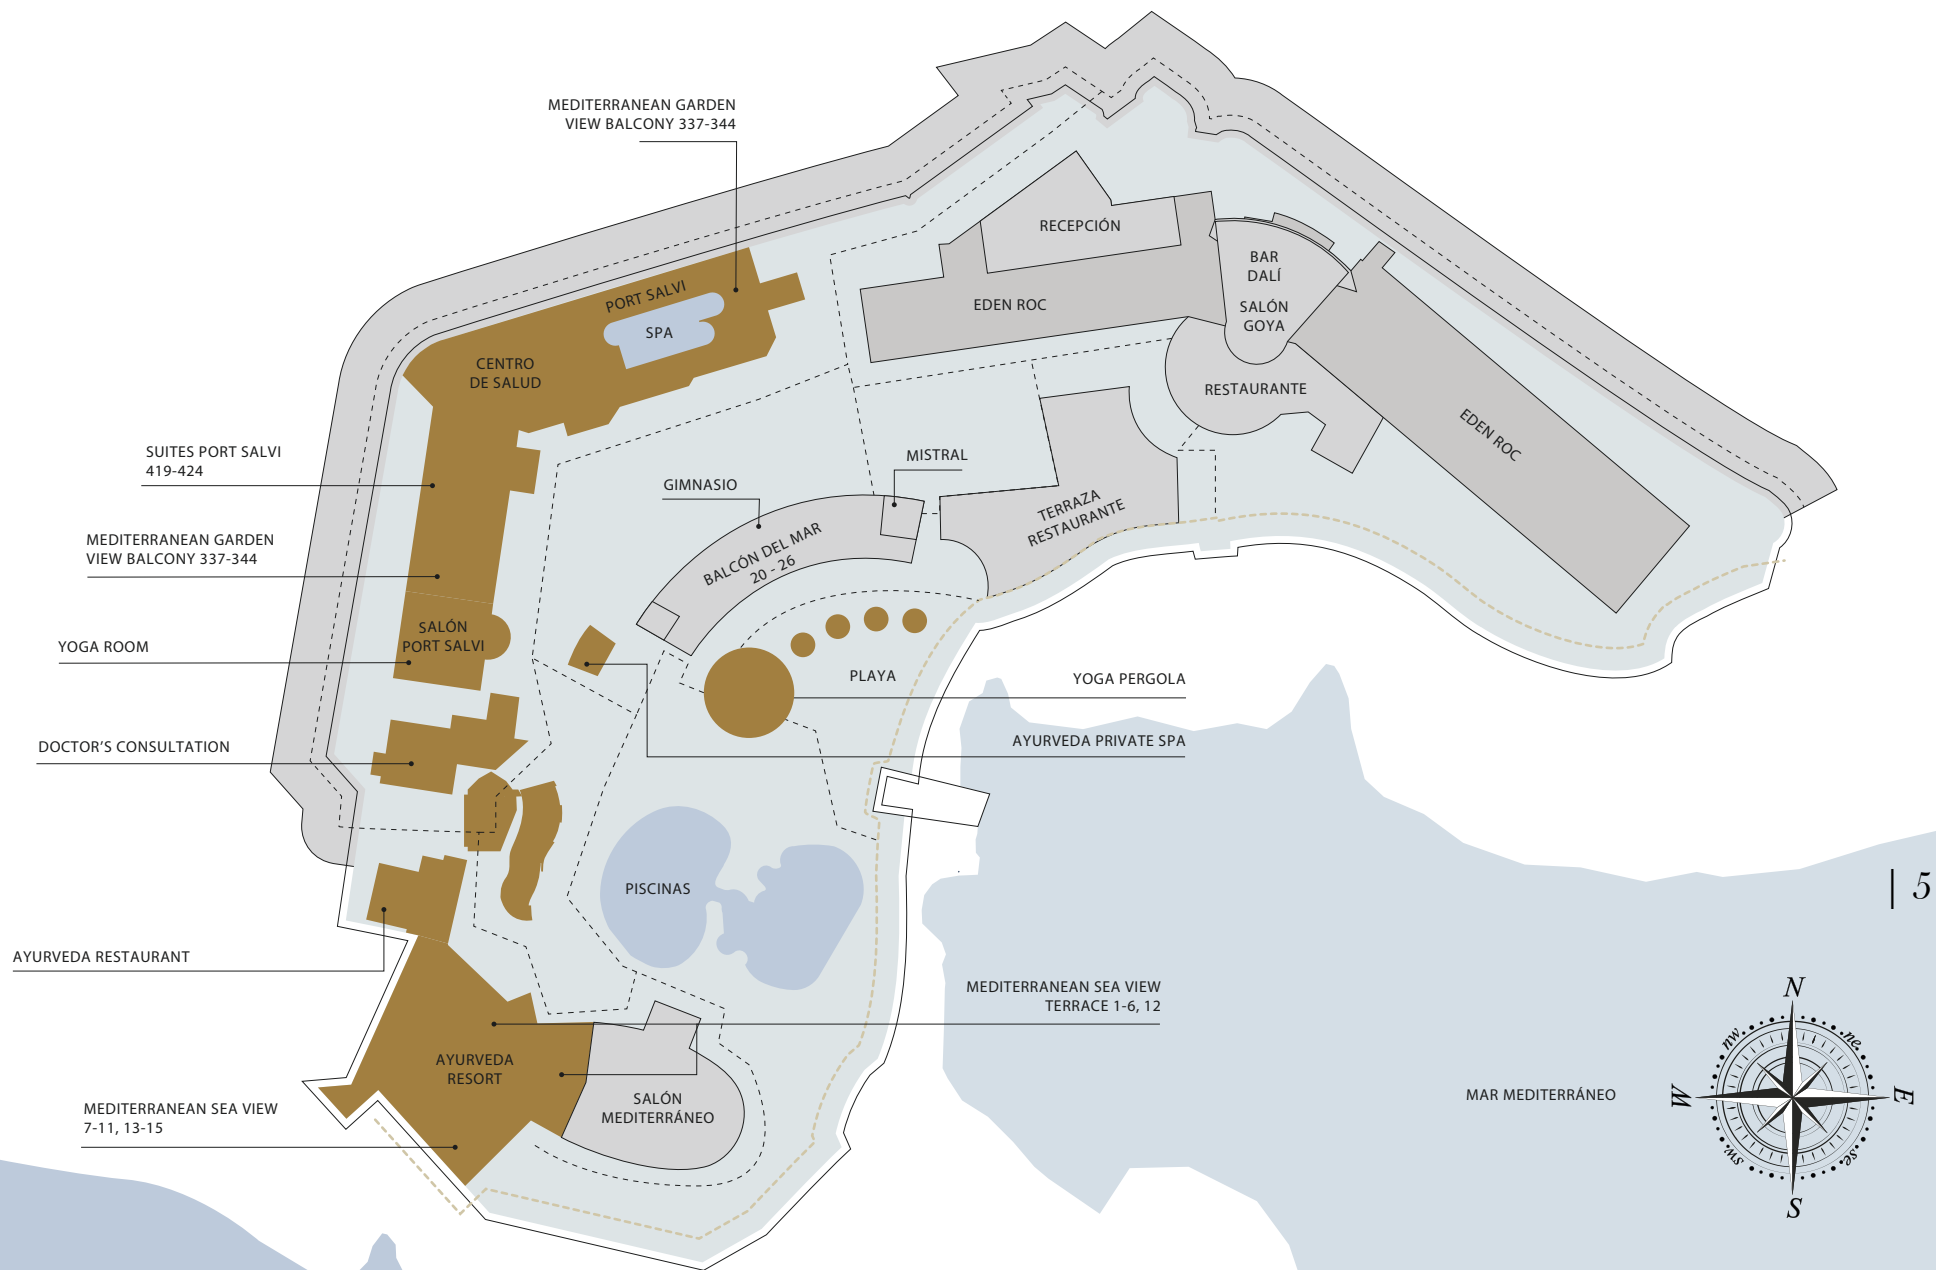 MEDITERRANEAN GARDEN
VIEW BALCONY 337-344
RECEPCIÓN
PORT SALVI
BAR
DALÍ
EDEN ROC
SALÓN
GOYA
SPA
CENTRO
DE SALUD
RESTAURANTE
EDEN ROC
SUITES PORT SALVI
419-424
MISTRAL
GIMNASIO
TERRAZA
RESTAURANTE
BALCÓN DEL MAR
20 - 26
MEDITERRANEAN GARDEN
VIEW BALCONY 337-344
SALÓN
PORT SALVI
YOGA ROOM
PLAYA
YOGA PERGOLA
DOCTOR'S CONSULTATION
AYURVEDA PRIVATE SPA
PISCINAS
| 5
AYURVEDA RESTAURANT
MEDITERRANEAN SEA VIEW
TERRACE 1-6, 12
AYURVEDA
RESORT
SALÓN
MEDITERRÁNEO
MEDITERRANEAN SEA VIEW
7-11, 13-15
MAR MEDITERRÁNEO
N
nw
ne
W
E
sw
se
S